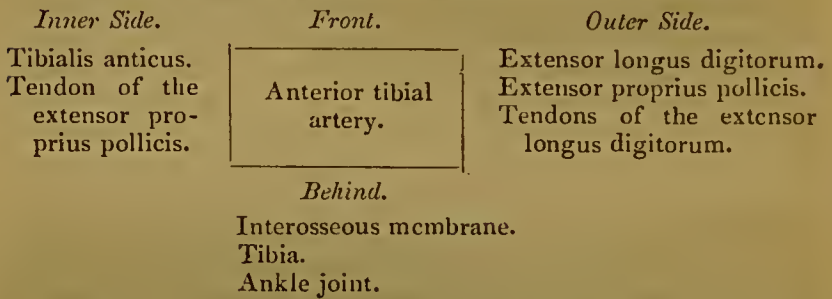 Inner Side.
Front.
Outer Side.
Tibialis anticus.
Tendon of the
extensor pro-
prius pollicis.
Anterior tibial
artery.
Extensor longus digitorum.
Extensor proprius pollicis.
Tendons of the extensor
longus digitorum.
Behind.
Interosseous membrane.
Tibia.
Ankle joint.